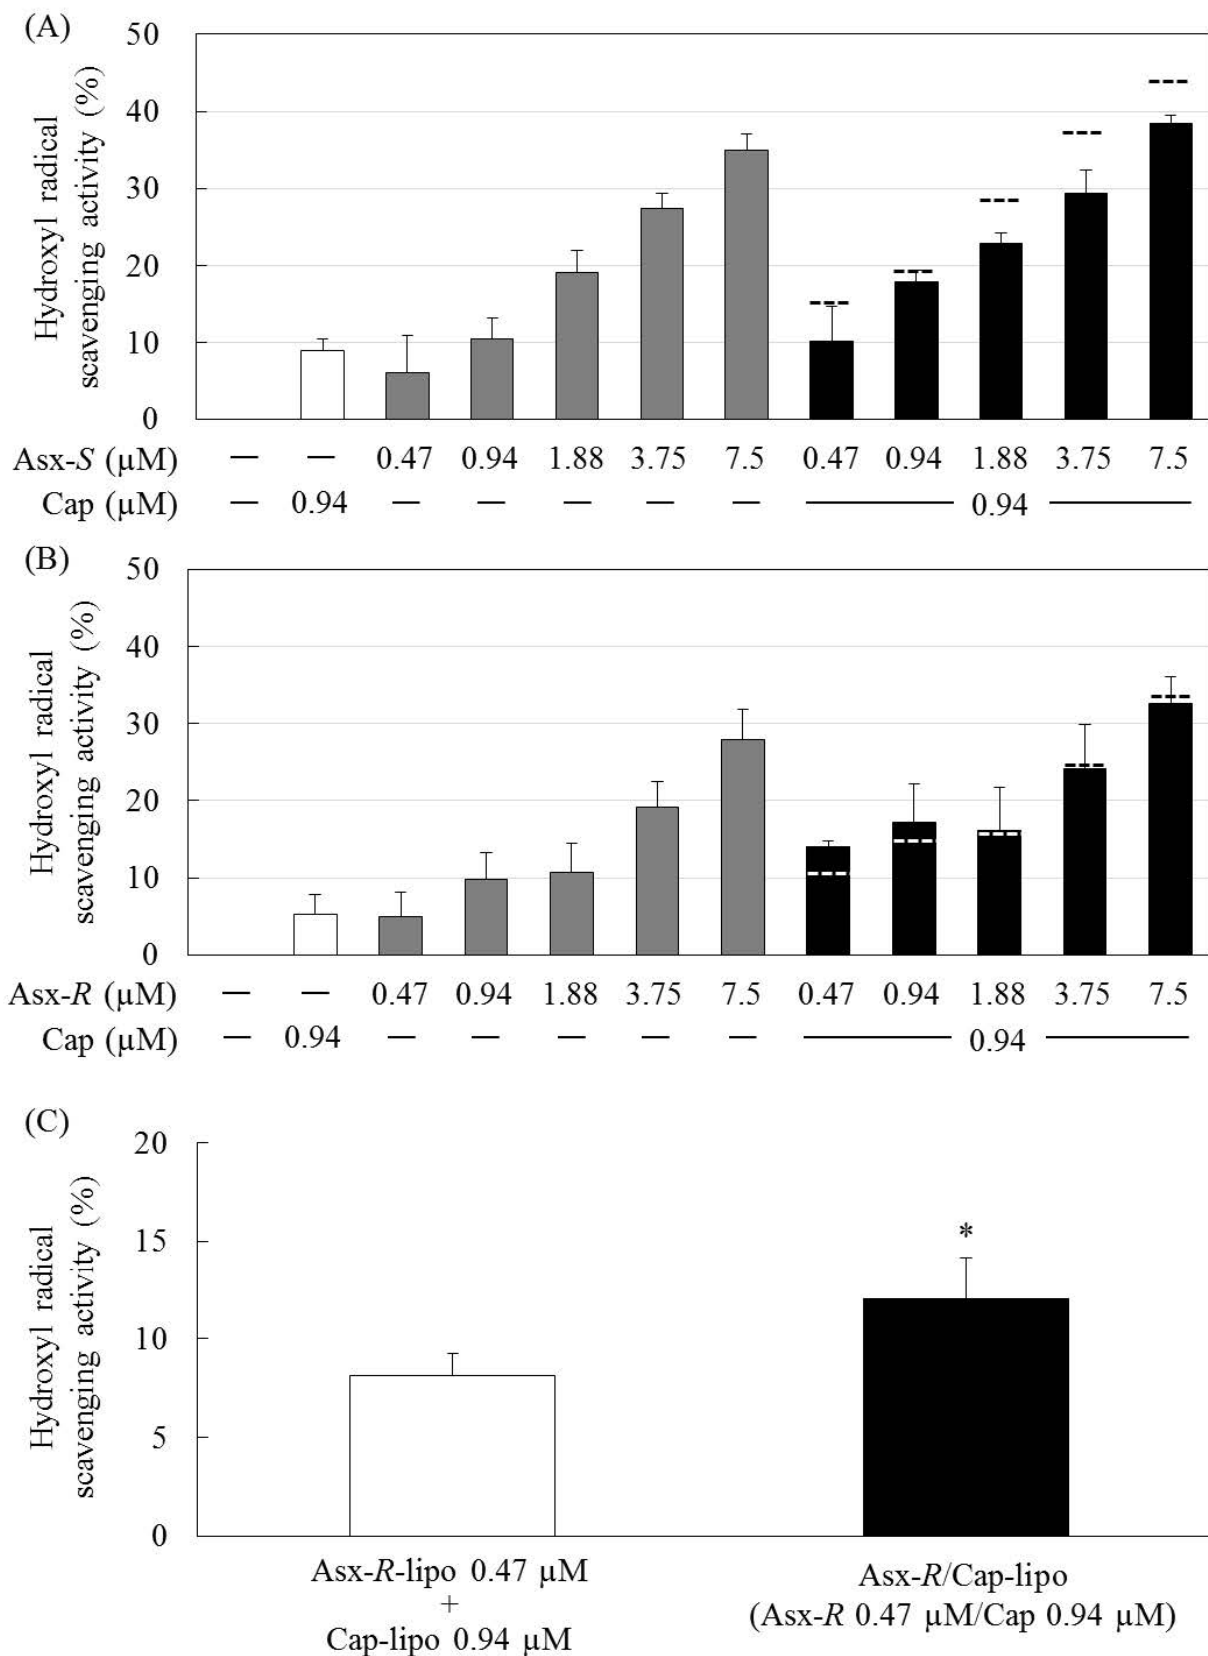 (A)
Hydroxyl radical
scavenging activity (%)
50
40
30
20
10
0
Asx-S (µM) — — 0.47 0.94 1.88 3.75 7.5 0.47 0.94 1.88 3.75 7.5
Cap (µM) — 0.94 — — — — — 0.94
(B)
Hydroxyl radical
scavenging activity (%)
50
40
30
20
10
0
Asx-R (µM) — — 0.47 0.94 1.88 3.75 7.5 0.47 0.94 1.88 3.75 7.5
Cap (µM) — 0.94 — — — — — 0.94
(C)
Hydroxyl radical
scavenging activity (%)
20
15
10
5
0
*
Asx-R-lipo 0.47 µM
+
Cap-lipo 0.94 µM
Asx-R/Cap-lipo
(Asx-R 0.47 µM/Cap 0.94 µM)